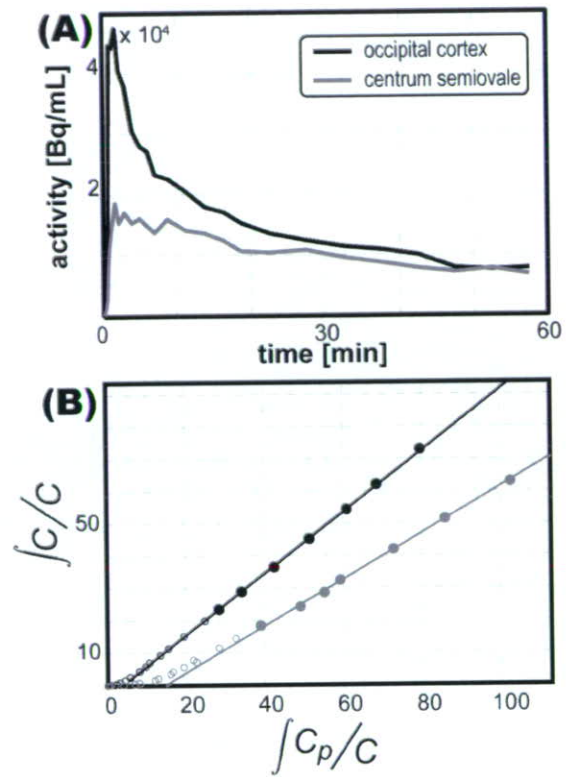 (A)
x 10⁴
occipital cortex
centrum semiovale
activity [Bq/mL]
4
2
0
30
60
time [min]
(B)
∫C/C
50
10
0
20
40
60
80
100
∫Cₚ/C